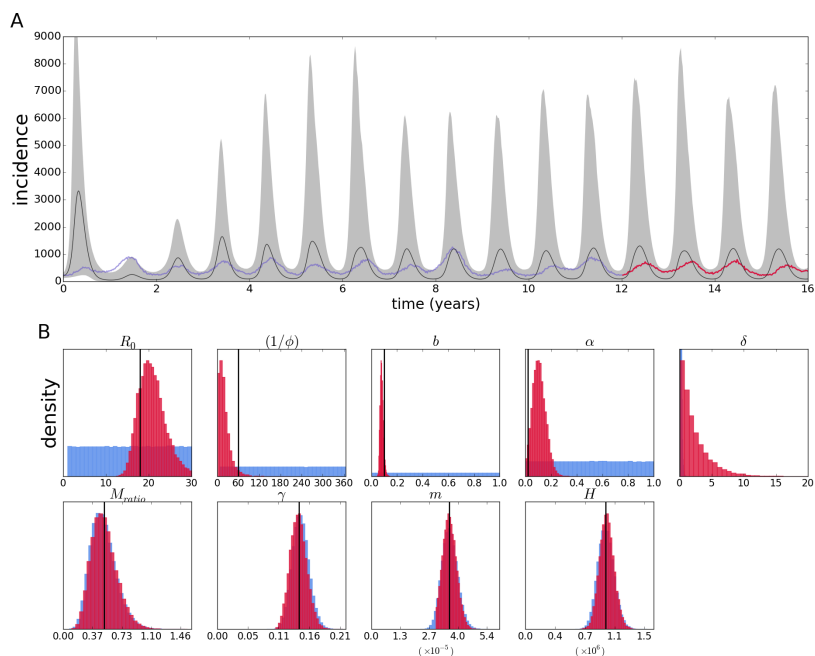 A
incidence
9000
8000
7000
6000
5000
4000
3000
2000
1000
0
0 2 4 6 8 10 12 14 16
time (years)
B
density
R_0 (1/φ) b α δ
0 10 20 30 0 60 120 180 240 300 360 0.0 0.2 0.4 0.6 0.8 1.0 0.0 0.2 0.4 0.6 0.8 1.0 0 5 10 15 20
M_ratio γ m H
0.00 0.37 0.73 1.10 1.46 0.00 0.05 0.11 0.16 0.21 0.0 1.3 2.7 4.0 5.4 0.0 0.4 0.7 1.1 1.5
(×10⁻⁵) (×10⁶)